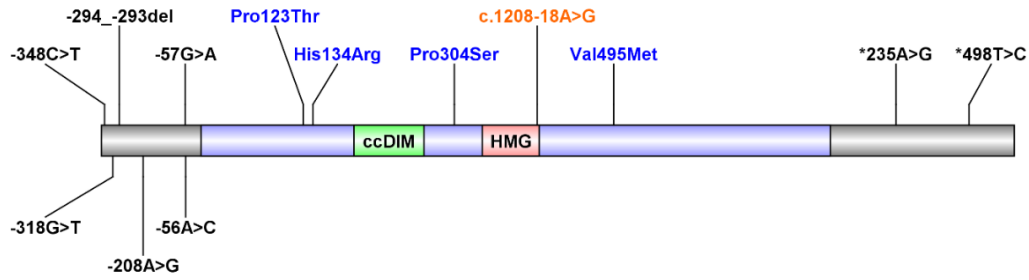 -294_-293del Pro123Thr c.1208-18A>G
-348C>T -57G>A His134Arg Pro304Ser Val495Met *235A>G *498T>C
ccDIM HMG
-318G>T -56A>C
-208A>G